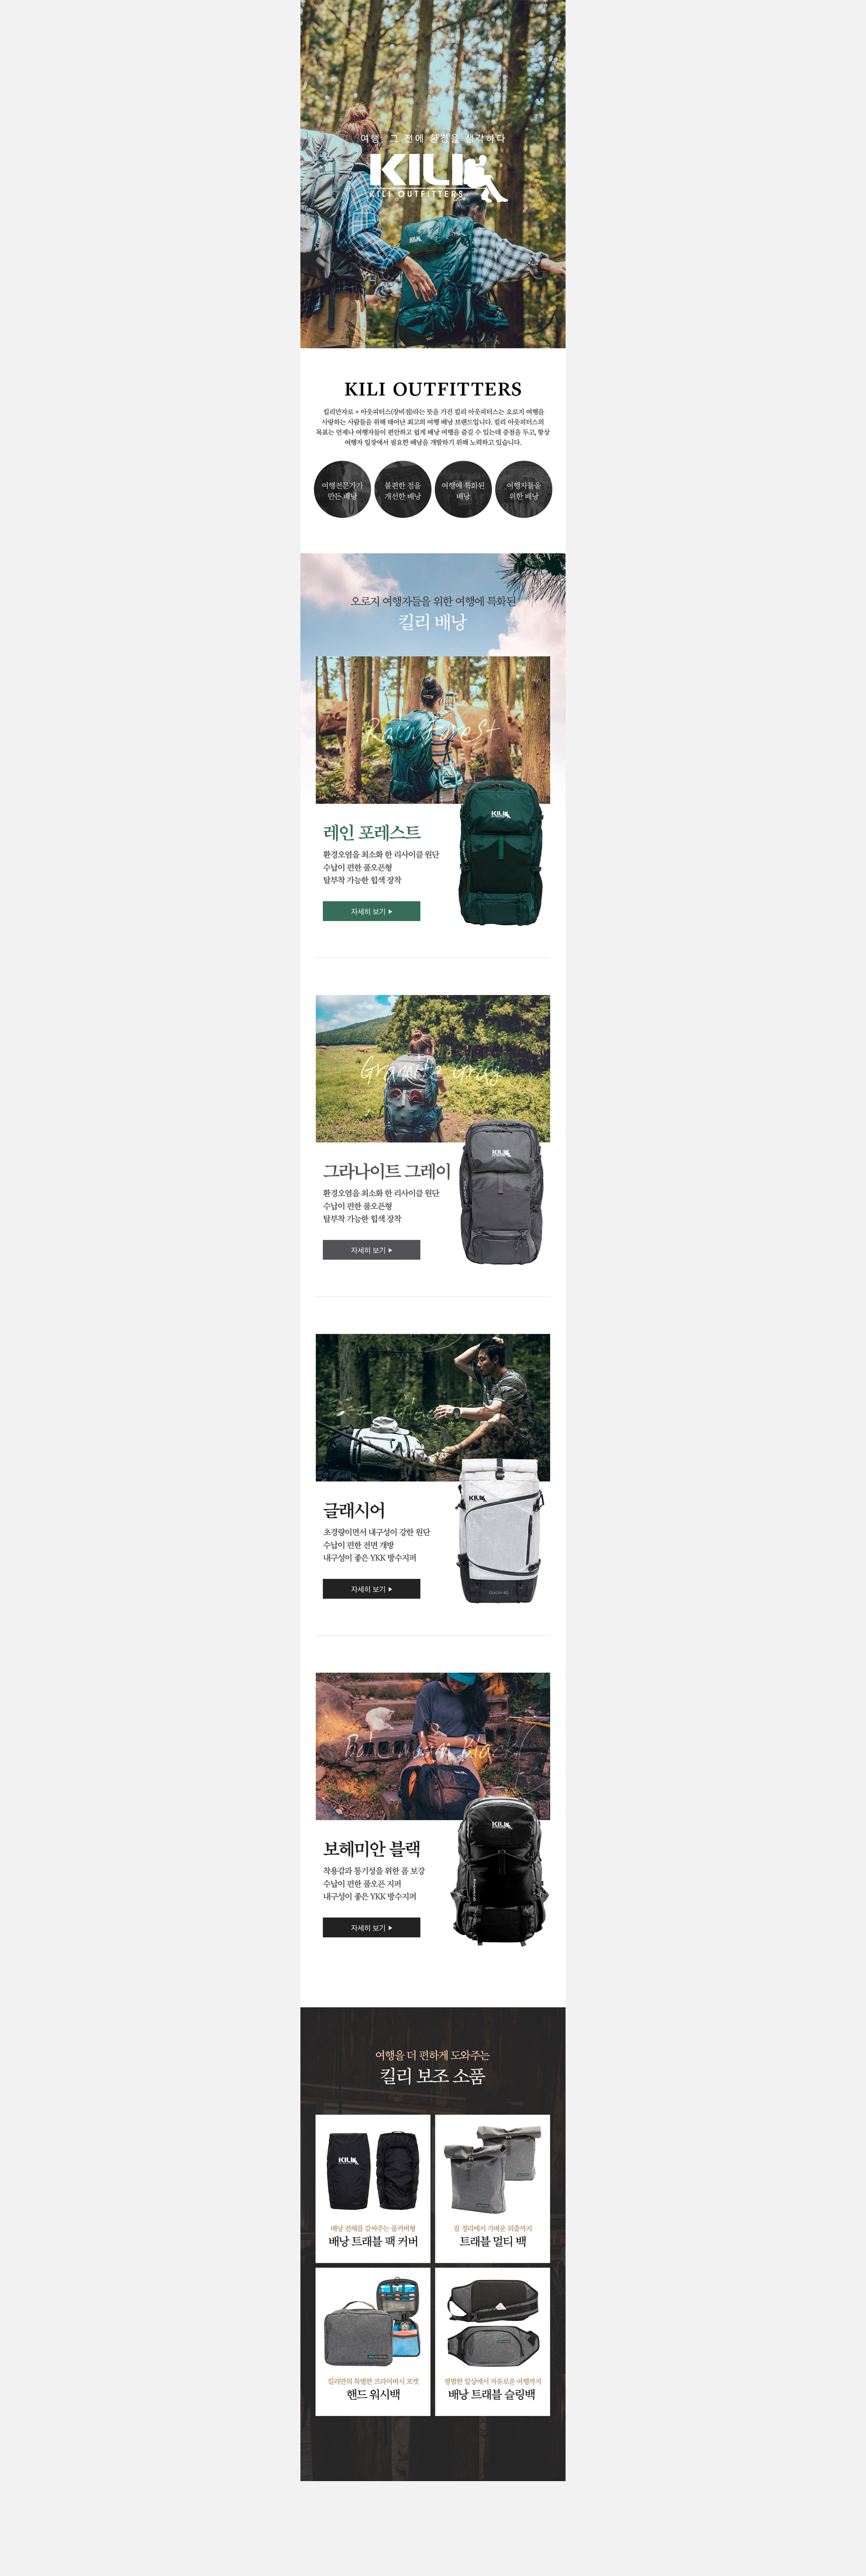 여행, 그 전에 환경을 생각하다
KILI
KILI OUTFITTERS
KILI
KILI OUTFITTERS
킬리만자로 + 아웃피터스(장비점)라는 뜻을 가진 킬리 아웃피터스는 오로지 여행을
사랑하는 사람들을 위해 태어난 최고의 여행 배낭 브랜드입니다. 킬리 아웃피터스의
목표는 언제나 여행자들이 편안하고 쉽게 배낭 여행을 즐길 수 있는데 중점을 두고, 항상
여행자 입장에서 필요한 배낭을 개발하기 위해 노력하고 있습니다.
여행전문가가
만든 배낭
불편한 점을
개선한 배낭
여행에 특화된
배낭
여행자들을
위한 배낭
오로지 여행자들을 위한 여행에 특화된
킬리 배낭
Rain Forest
KILI
레인 포레스트
환경오염을 최소화 한 리사이클 원단
수납이 편한 풀오픈형
탈부착 가능한 힙색 장착
자세히 보기 ▶
Granite Gray
KILI
그라나이트 그레이
환경오염을 최소화 한 리사이클 원단
수납이 편한 풀오픈형
탈부착 가능한 힙색 장착
자세히 보기 ▶
KILI
글래시어
초경량이면서 내구성이 강한 원단
수납이 편한 전면 개방
내구성이 좋은 YKK 방수지퍼
자세히 보기 ▶
Bohemian Black
KILI
보헤미안 블랙
착용감과 통기성을 위한 폼 보강
수납이 편한 풀오픈 지퍼
내구성이 좋은 YKK 방수지퍼
자세히 보기 ▶
여행을 더 편하게 도와주는
킬리 보조 소품
KILI
배낭 전체를 감싸주는 풀커버형
배낭 트래블 팩 커버
짐 정리에서 가벼운 외출까지
트래블 멀티 백
킬리만의 특별한 프라이버시 포켓
핸드 워시백
평범한 일상에서 자유로운 여행까지
배낭 트래블 슬링백